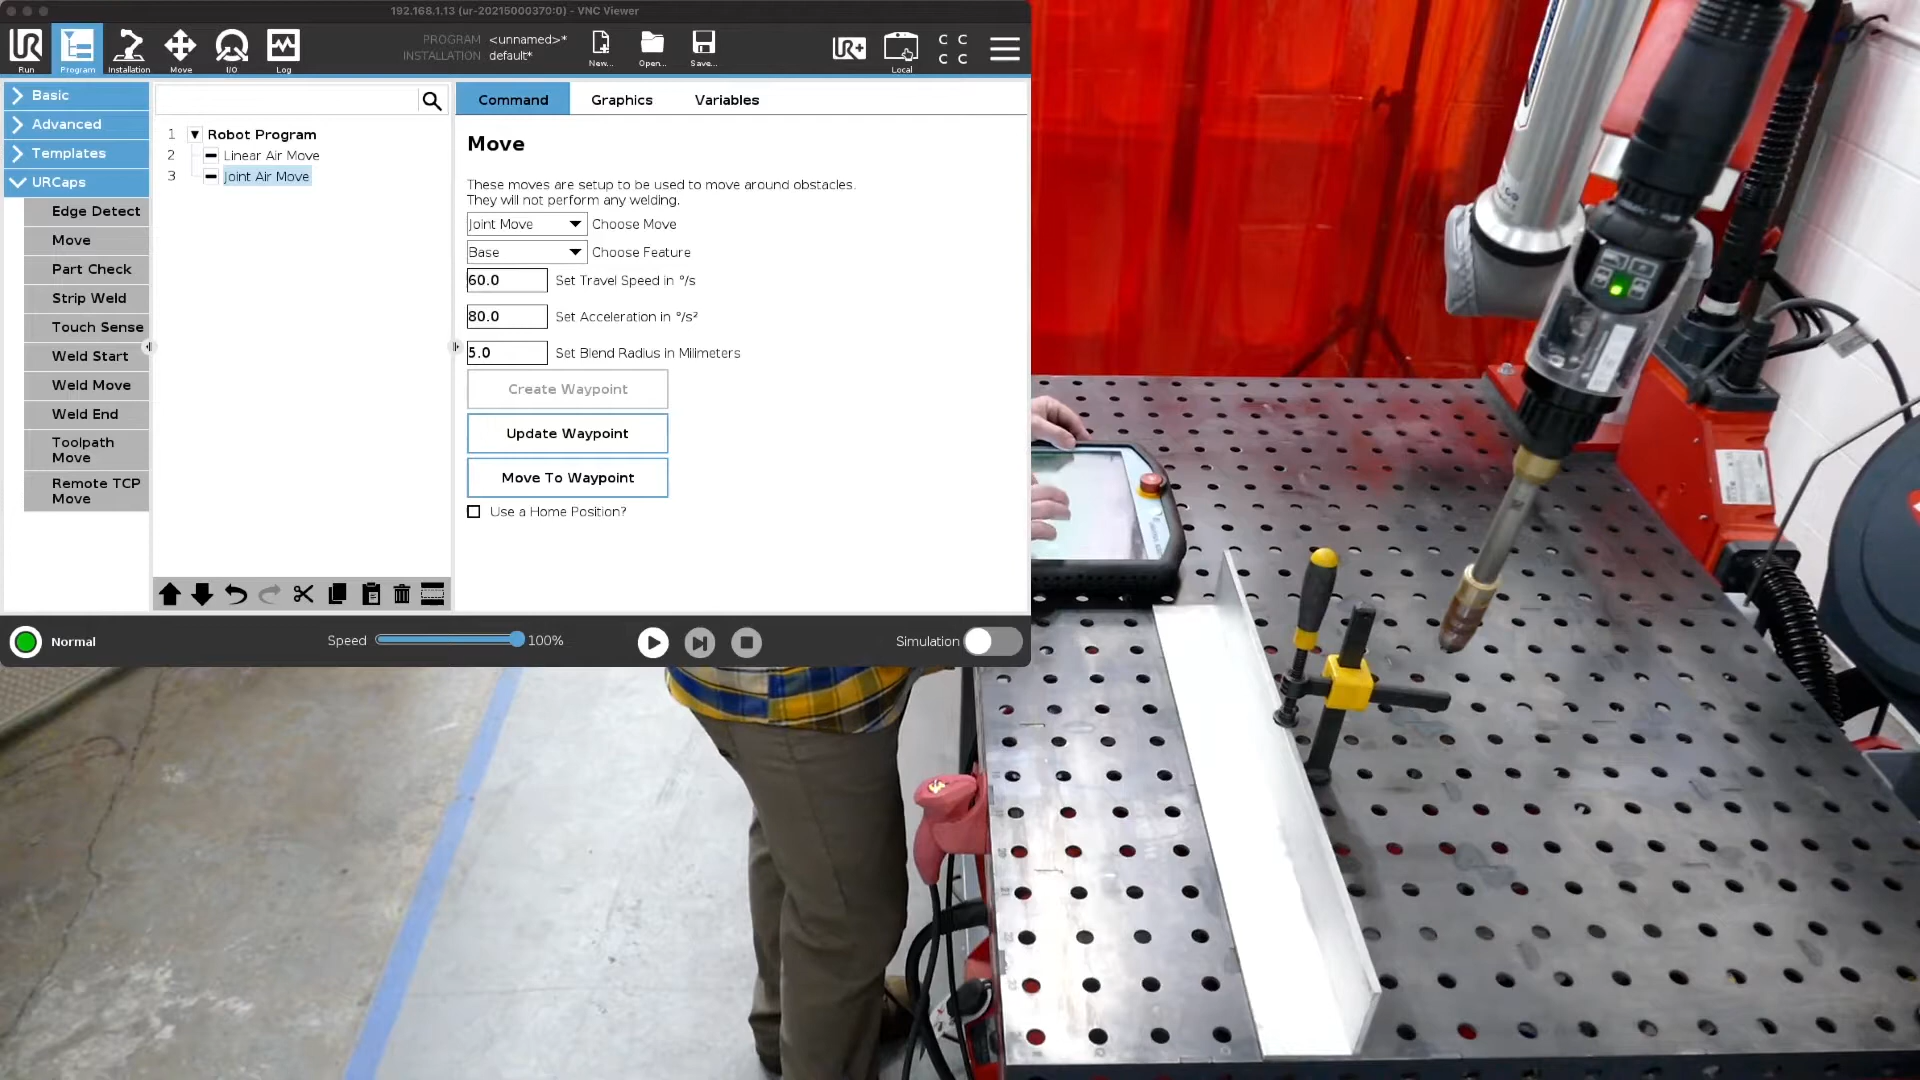 192.168.1.13 (ur-20215000370:0) - VNC Viewer
Run
Program
Installation
Move
I/O
Log
PROGRAM <unnamed>*
INSTALLATION default*
New...
Open...
Save...
UR+
Local
C C
C C
Basic
Advanced
Templates
URCaps
Edge Detect
Move
Part Check
Strip Weld
Touch Sense
Weld Start
Weld Move
Weld End
Toolpath
Move
Remote TCP
Move
1 Robot Program
2 Linear Air Move
3 Joint Air Move
Command Graphics Variables
Move
These moves are setup to be used to move around obstacles.
They will not perform any welding.
Joint Move Choose Move
Base Choose Feature
60.0 Set Travel Speed in °/s
80.0 Set Acceleration in °/s²
5.0 Set Blend Radius in Milimeters
Create Waypoint
Update Waypoint
Move To Waypoint
Use a Home Position?
Normal
Speed 100%
Simulation